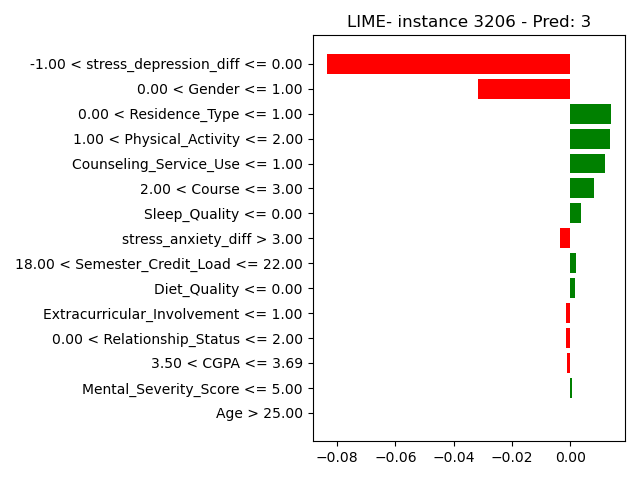 LIME- instance 3206 - Pred: 3
-1.00 < stress_depression_diff <= 0.00
0.00 < Gender <= 1.00
0.00 < Residence_Type <= 1.00
1.00 < Physical_Activity <= 2.00
Counseling_Service_Use <= 1.00
2.00 < Course <= 3.00
Sleep_Quality <= 0.00
stress_anxiety_diff > 3.00
18.00 < Semester_Credit_Load <= 22.00
Diet_Quality <= 0.00
Extracurricular_Involvement <= 1.00
0.00 < Relationship_Status <= 2.00
3.50 < CGPA <= 3.69
Mental_Severity_Score <= 5.00
Age > 25.00
−0.08 −0.06 −0.04 −0.02 0.00